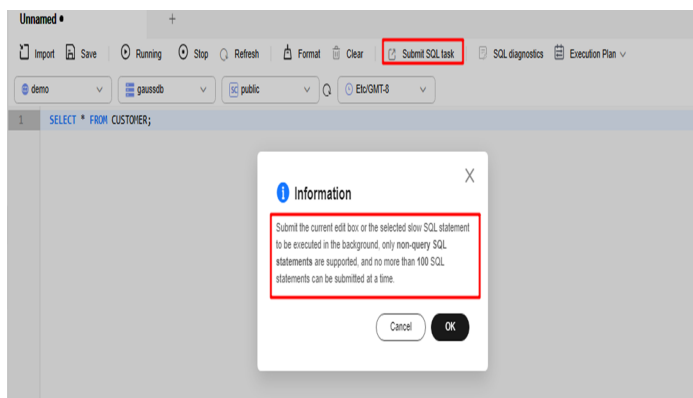 Unnamed • +
Import Save Running Stop Refresh Format Clear Submit SQL task SQL diagnostics Execution Plan
demo gaussdb SC public Etc/GMT-8
1 SELECT * FROM CUSTOMER;
Information
Submit the current edit box or the selected slow SQL statement
to be executed in the background, only non-query SQL
statements are supported, and no more than 100 SQL
statements can be submitted at a time.
Cancel OK